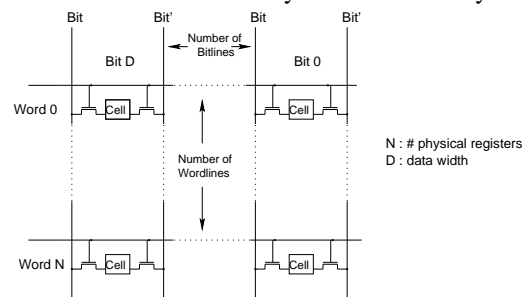 Bit Bit' Bit Bit'
Number of
Bitlines
Bit D Bit 0
Word 0 Cell Cell
N : # physical registers
D : data width
Number of
Wordlines
Word N Cell Cell